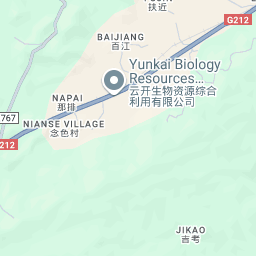 扶近
G212
BAIJIANG
百江
Yunkai Biology
Resources...
云开生物资源综合
利用有限公司
NAPAI
那排
767
NIANSE VILLAGE
念色村
212
JIKAO
吉考